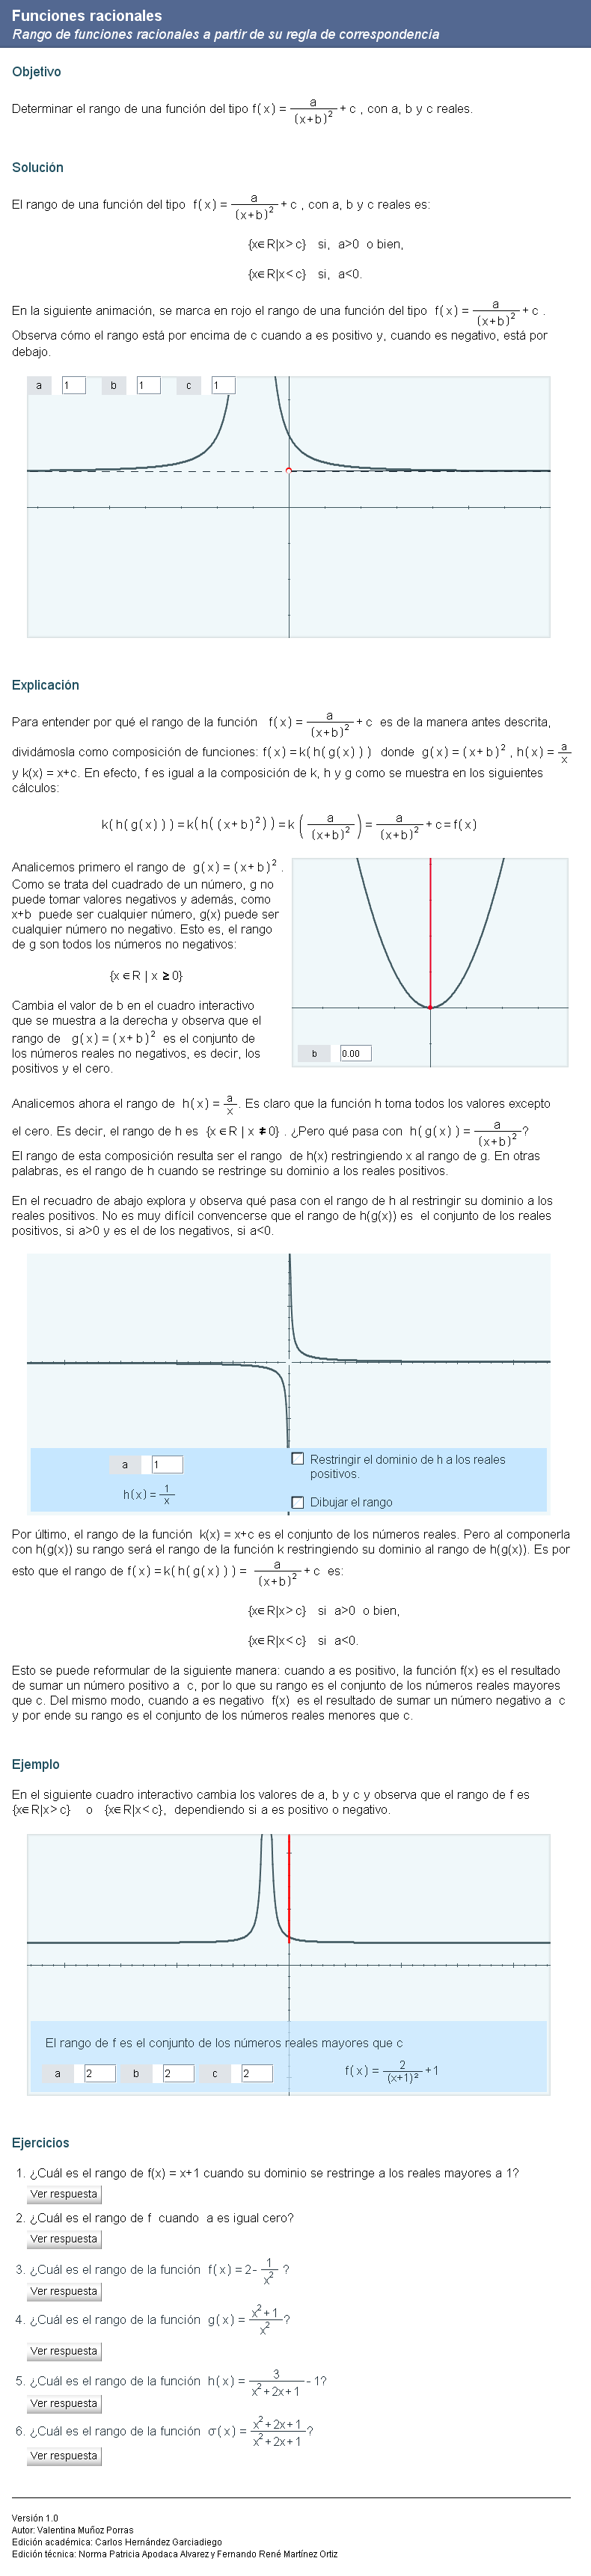 Funciones racionales
Rango de funciones racionales a partir de su regla de correspondencia
Objetivo
Determinar el rango de una función del tipo f(x) = a/(x+b)² + c , con a, b y c reales.
Solución
El rango de una función del tipo f(x) = a/(x+b)² + c , con a, b y c reales es:
{x∈R|x>c} si, a>0 o bien,
{x∈R|x<c} si, a<0.
En la siguiente animación, se marca en rojo el rango de una función del tipo f(x) = a/(x+b)² + c .
Observa cómo el rango está por encima de c cuando a es positivo y, cuando es negativo, está por
debajo.
a 1 b 1 c 1
Explicación
Para entender por qué el rango de la función f(x) = a/(x+b)² + c es de la manera antes descrita,
dividámosla como composición de funciones: f(x)=k(h(g(x))) donde g(x)=(x+b)² , h(x)= a/x
y k(x) = x+c. En efecto, f es igual a la composición de k, h y g como se muestra en los siguientes
cálculos:
k(h(g(x)))=k(h((x+b)²))=k(a/(x+b)²)= a/(x+b)² +c=f(x)
Analicemos primero el rango de g(x)=(x+b)² .
Como se trata del cuadrado de un número, g no
puede tomar valores negativos y además, como
x+b puede ser cualquier número, g(x) puede ser
cualquier número no negativo. Esto es, el rango
de g son todos los números no negativos:
{x ∈ R | x ≥ 0}
Cambia el valor de b en el cuadro interactivo
que se muestra a la derecha y observa que el
rango de g(x)=(x+b)² es el conjunto de
los números reales no negativos, es decir, los
positivos y el cero.
b 0.00
Analicemos ahora el rango de h(x)= a/x . Es claro que la función h toma todos los valores excepto
el cero. Es decir, el rango de h es {x ∈ R | x ≠ 0} . ¿Pero qué pasa con h(g(x))= a/(x+b)² ?
El rango de esta composición resulta ser el rango de h(x) restringiendo x al rango de g. En otras
palabras, es el rango de h cuando se restringe su dominio a los reales positivos.
En el recuadro de abajo explora y observa qué pasa con el rango de h al restringir su dominio a los
reales positivos. No es muy difícil convencerse que el rango de h(g(x)) es el conjunto de los reales
positivos, si a>0 y es el de los negativos, si a<0.
a 1
h(x)= 1/x
Restringir el dominio de h a los reales
positivos.
Dibujar el rango
Por último, el rango de la función k(x) = x+c es el conjunto de los números reales. Pero al componerla
con h(g(x)) su rango será el rango de la función k restringiendo su dominio al rango de h(g(x)). Es por
esto que el rango de f(x)=k(h(g(x)))= a/(x+b)² + c es:
{x∈R|x>c} si a>0 o bien,
{x∈R|x<c} si a<0.
Esto se puede reformular de la siguiente manera: cuando a es positivo, la función f(x) es el resultado
de sumar un número positivo a c, por lo que su rango es el conjunto de los números reales mayores
que c. Del mismo modo, cuando a es negativo f(x) es el resultado de sumar un número negativo a c
y por ende su rango es el conjunto de los números reales menores que c.
Ejemplo
En el siguiente cuadro interactivo cambia los valores de a, b y c y observa que el rango de f es
{x∈R|x>c} o {x∈R|x<c}, dependiendo si a es positivo o negativo.
El rango de f es el conjunto de los números reales mayores que c
a 2 b 2 c 2 f(x)= 2/(x+1)² +1
Ejercicios
1. ¿Cuál es el rango de f(x) = x+1 cuando su dominio se restringe a los reales mayores a 1?
Ver respuesta
2. ¿Cuál es el rango de f cuando a es igual cero?
Ver respuesta
3. ¿Cuál es el rango de la función f(x)=2- 1/x² ?
Ver respuesta
4. ¿Cuál es el rango de la función g(x)= x²+1/x² ?
Ver respuesta
5. ¿Cuál es el rango de la función h(x)= 3/x²+2x+1 -1?
Ver respuesta
6. ¿Cuál es el rango de la función σ(x)= x²+2x+1/x²+2x+1 ?
Ver respuesta
Versión 1.0
Autor: Valentina Muñoz Porras
Edición académica: Carlos Hernández Garciadiego
Edición técnica: Norma Patricia Apodaca Alvarez y Fernando René Martínez Ortiz